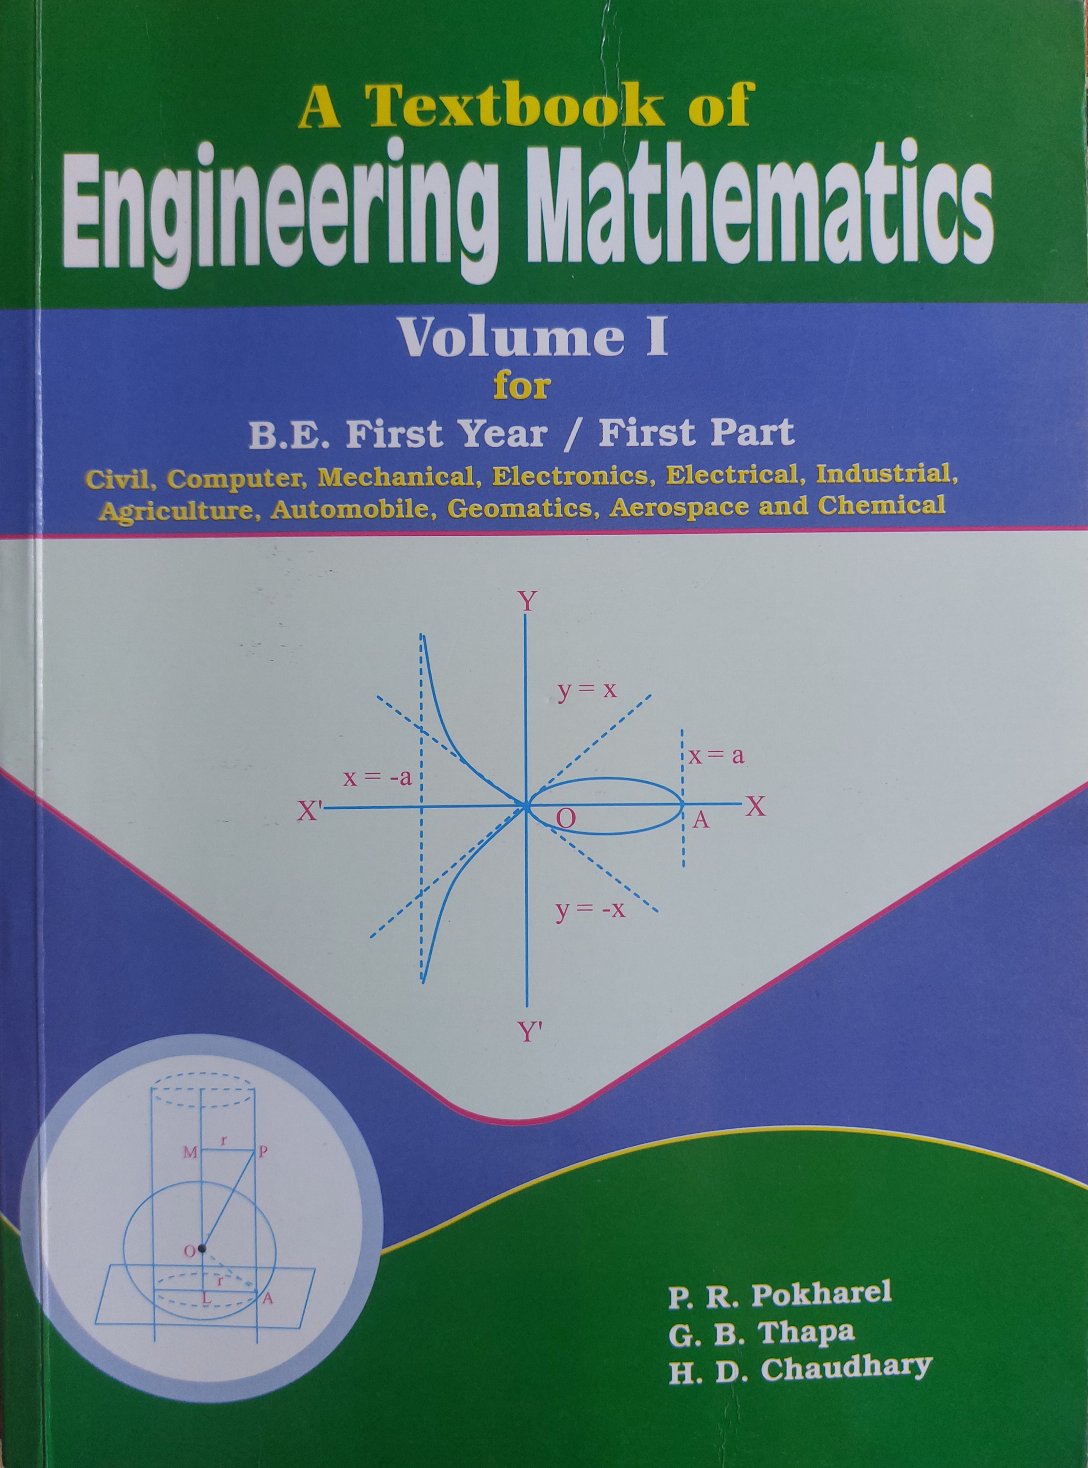 A Textbook of
Engineering Mathematics
Volume I
for
B.E. First Year / First Part
Civil, Computer, Mechanical, Electronics, Electrical, Industrial,
Agriculture, Automobile, Geomatics, Aerospace and Chemical
Y
y = x
x = a
x = -a
X'
O
A
X
y = -x
Y'
M
r
P
O
r
L
A
P. R. Pokharel
G. B. Thapa
H. D. Chaudhary